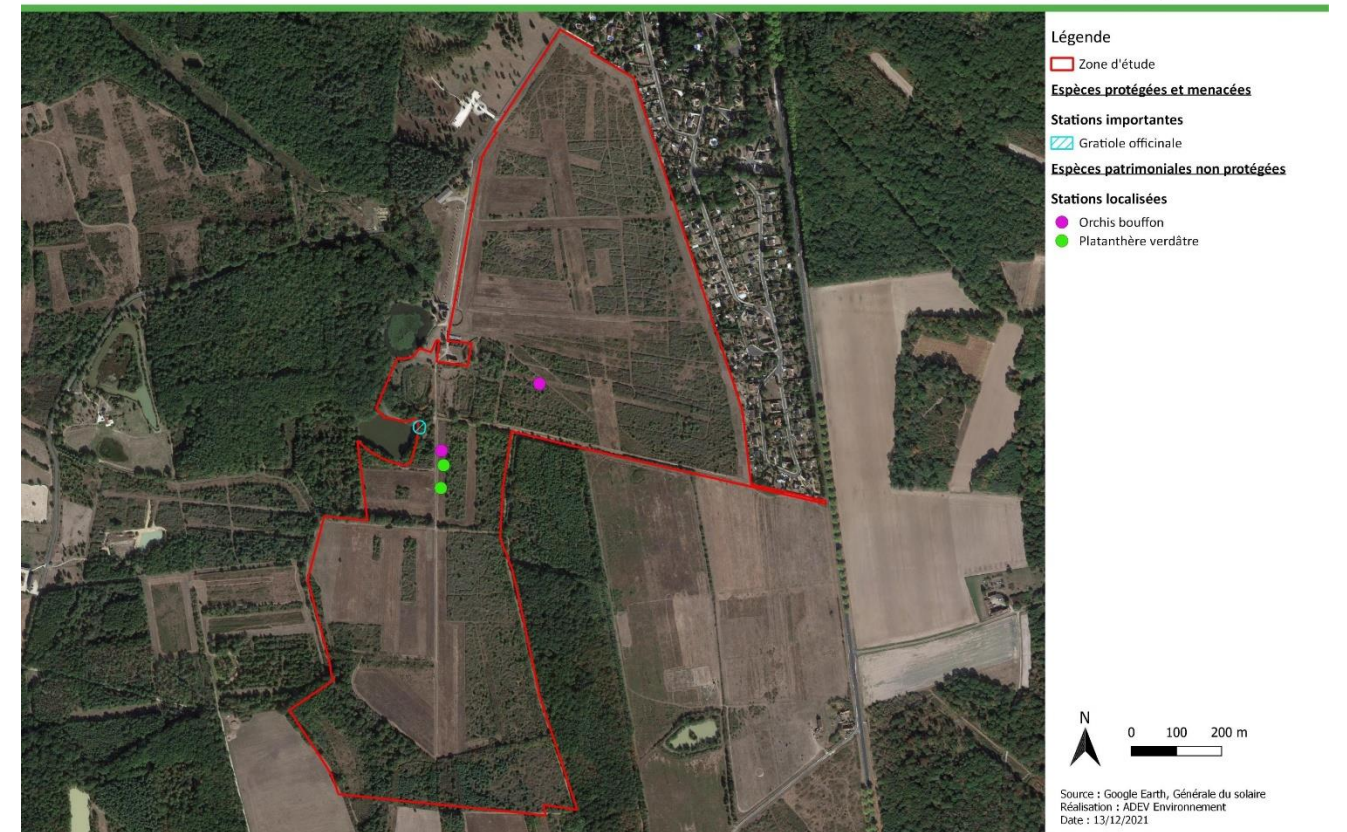 Légende
Zone d'étude
Espèces protégées et menacées
Stations importantes
Gratiole officinale
Espèces patrimoniales non protégées
Stations localisées
Orchis bouffon
Platanthère verdâtre
N
0 100 200 m
Source : Google Earth, Générale du solaire
Réalisation : ADEV Environnement
Date : 13/12/2021